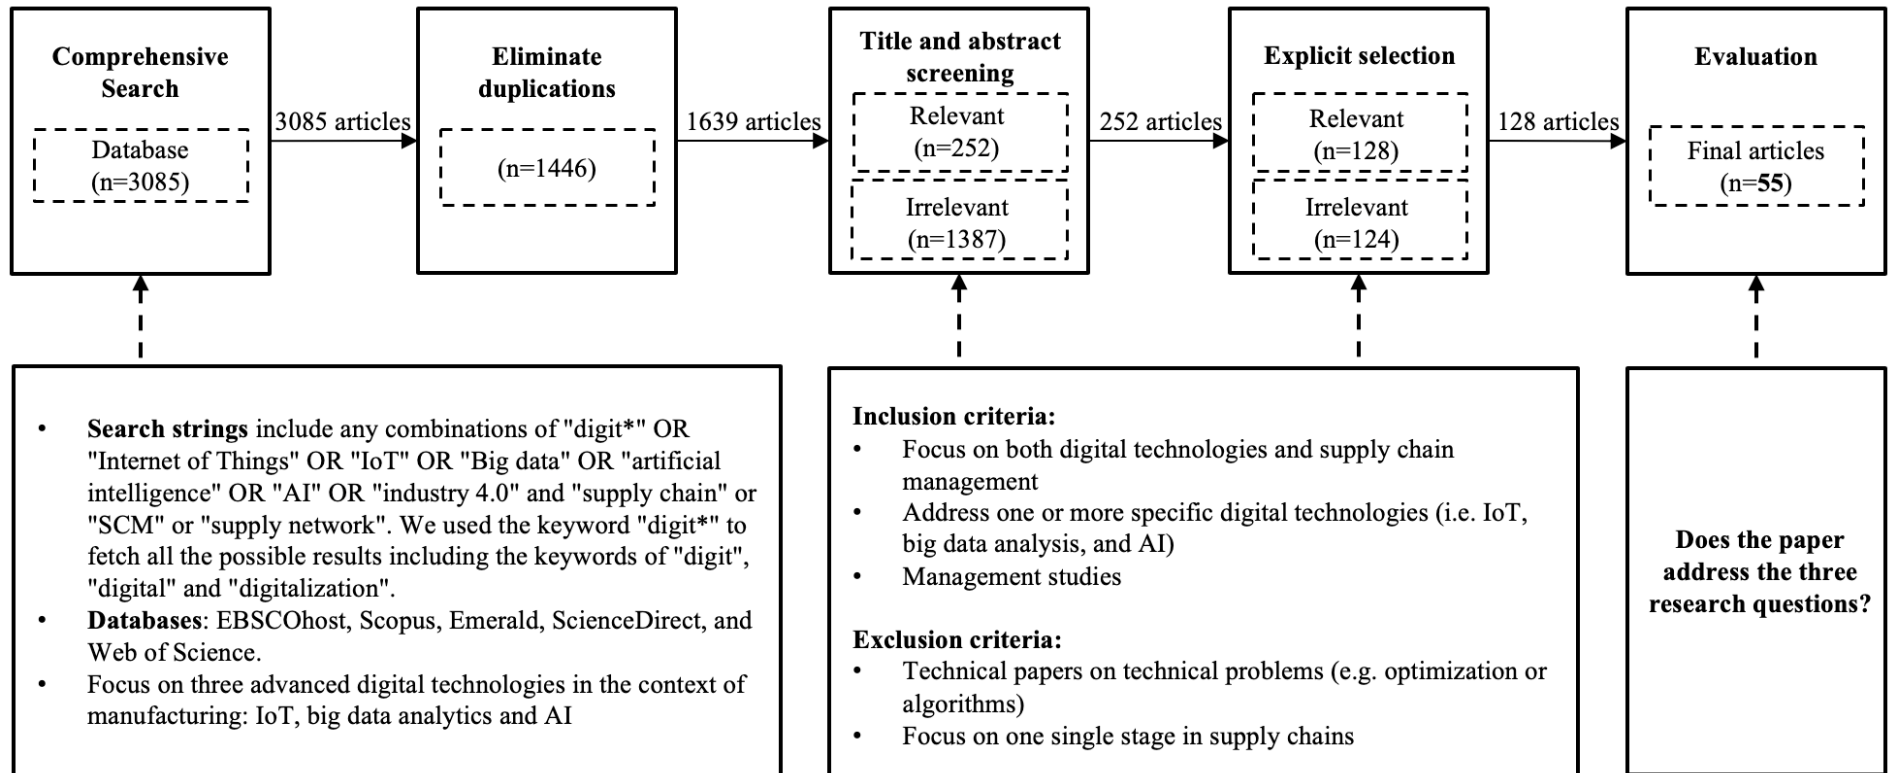 Comprehensive
Search
Database
(n=3085)
3085 articles
Eliminate
duplications
(n=1446)
1639 articles
Title and abstract
screening
Relevant
(n=252)
Irrelevant
(n=1387)
252 articles
Explicit selection
Relevant
(n=128)
Irrelevant
(n=124)
128 articles
Evaluation
Final articles
(n=55)
• Search strings include any combinations of "digit*" OR
"Internet of Things" OR "IoT" OR "Big data" OR "artificial
intelligence" OR "AI" OR "industry 4.0" and "supply chain" or
"SCM" or "supply network". We used the keyword "digit*" to
fetch all the possible results including the keywords of "digit",
"digital" and "digitalization".
• Databases: EBSCOhost, Scopus, Emerald, ScienceDirect, and
Web of Science.
• Focus on three advanced digital technologies in the context of
manufacturing: IoT, big data analytics and AI
Inclusion criteria:
• Focus on both digital technologies and supply chain
management
• Address one or more specific digital technologies (i.e. IoT,
big data analysis, and AI)
• Management studies
Exclusion criteria:
• Technical papers on technical problems (e.g. optimization or
algorithms)
• Focus on one single stage in supply chains
Does the paper
address the three
research questions?